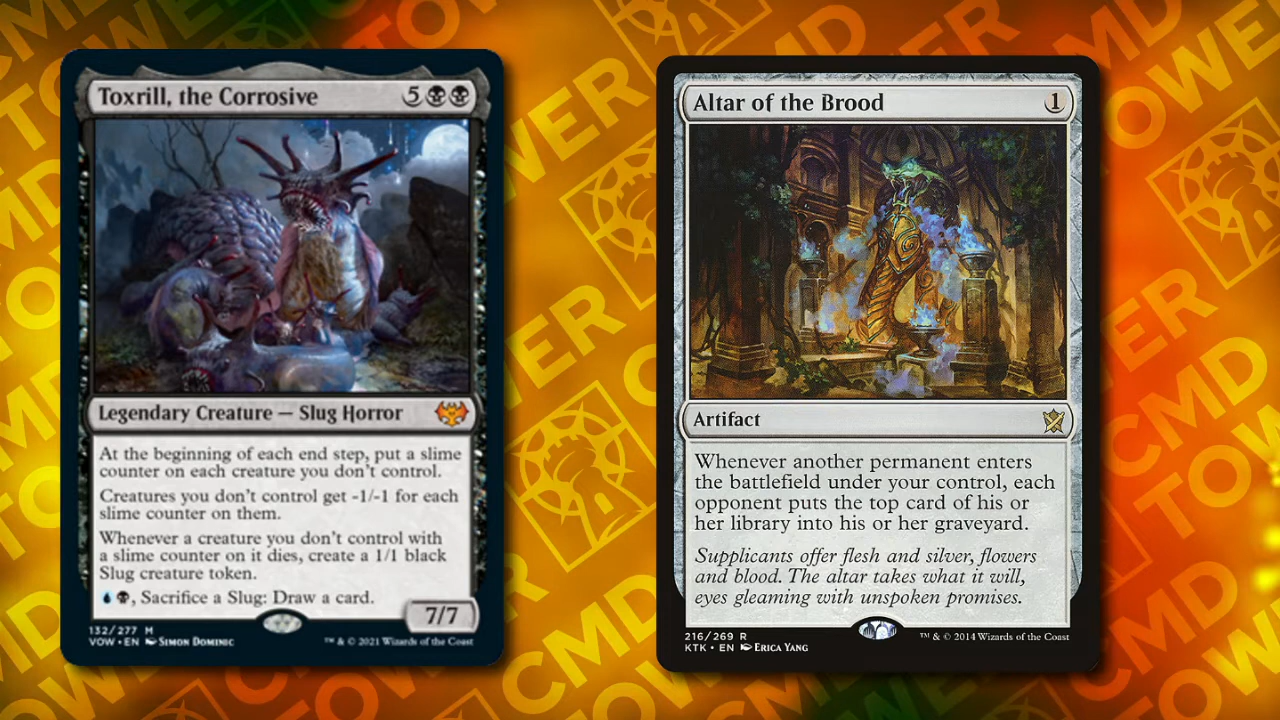 Toxrill, the Corrosive 5
Legendary Creature — Slug Horror
At the beginning of each end step, put a slime
counter on each creature you don't control.
Creatures you don't control get -1/-1 for each
slime counter on them.
Whenever a creature you don't control with
a slime counter on it dies, create a 1/1 black
Slug creature token.
, Sacrifice a Slug: Draw a card.
7/7
132/277 M
VOW • EN SIMON DOMINIC
™ & © 2021 Wizards of the Coast
Altar of the Brood 1
Artifact
Whenever another permanent enters
the battlefield under your control, each
opponent puts the top card of his or
her library into his or her graveyard.
Supplicants offer flesh and silver, flowers
and blood. The altar takes what it will,
eyes gleaming with unspoken promises.
216/269 R
KTK • EN ERICA YANG
™ & © 2014 Wizards of the Coast
CMD
TOWER
CMD
TOWER
CMD
TOWER